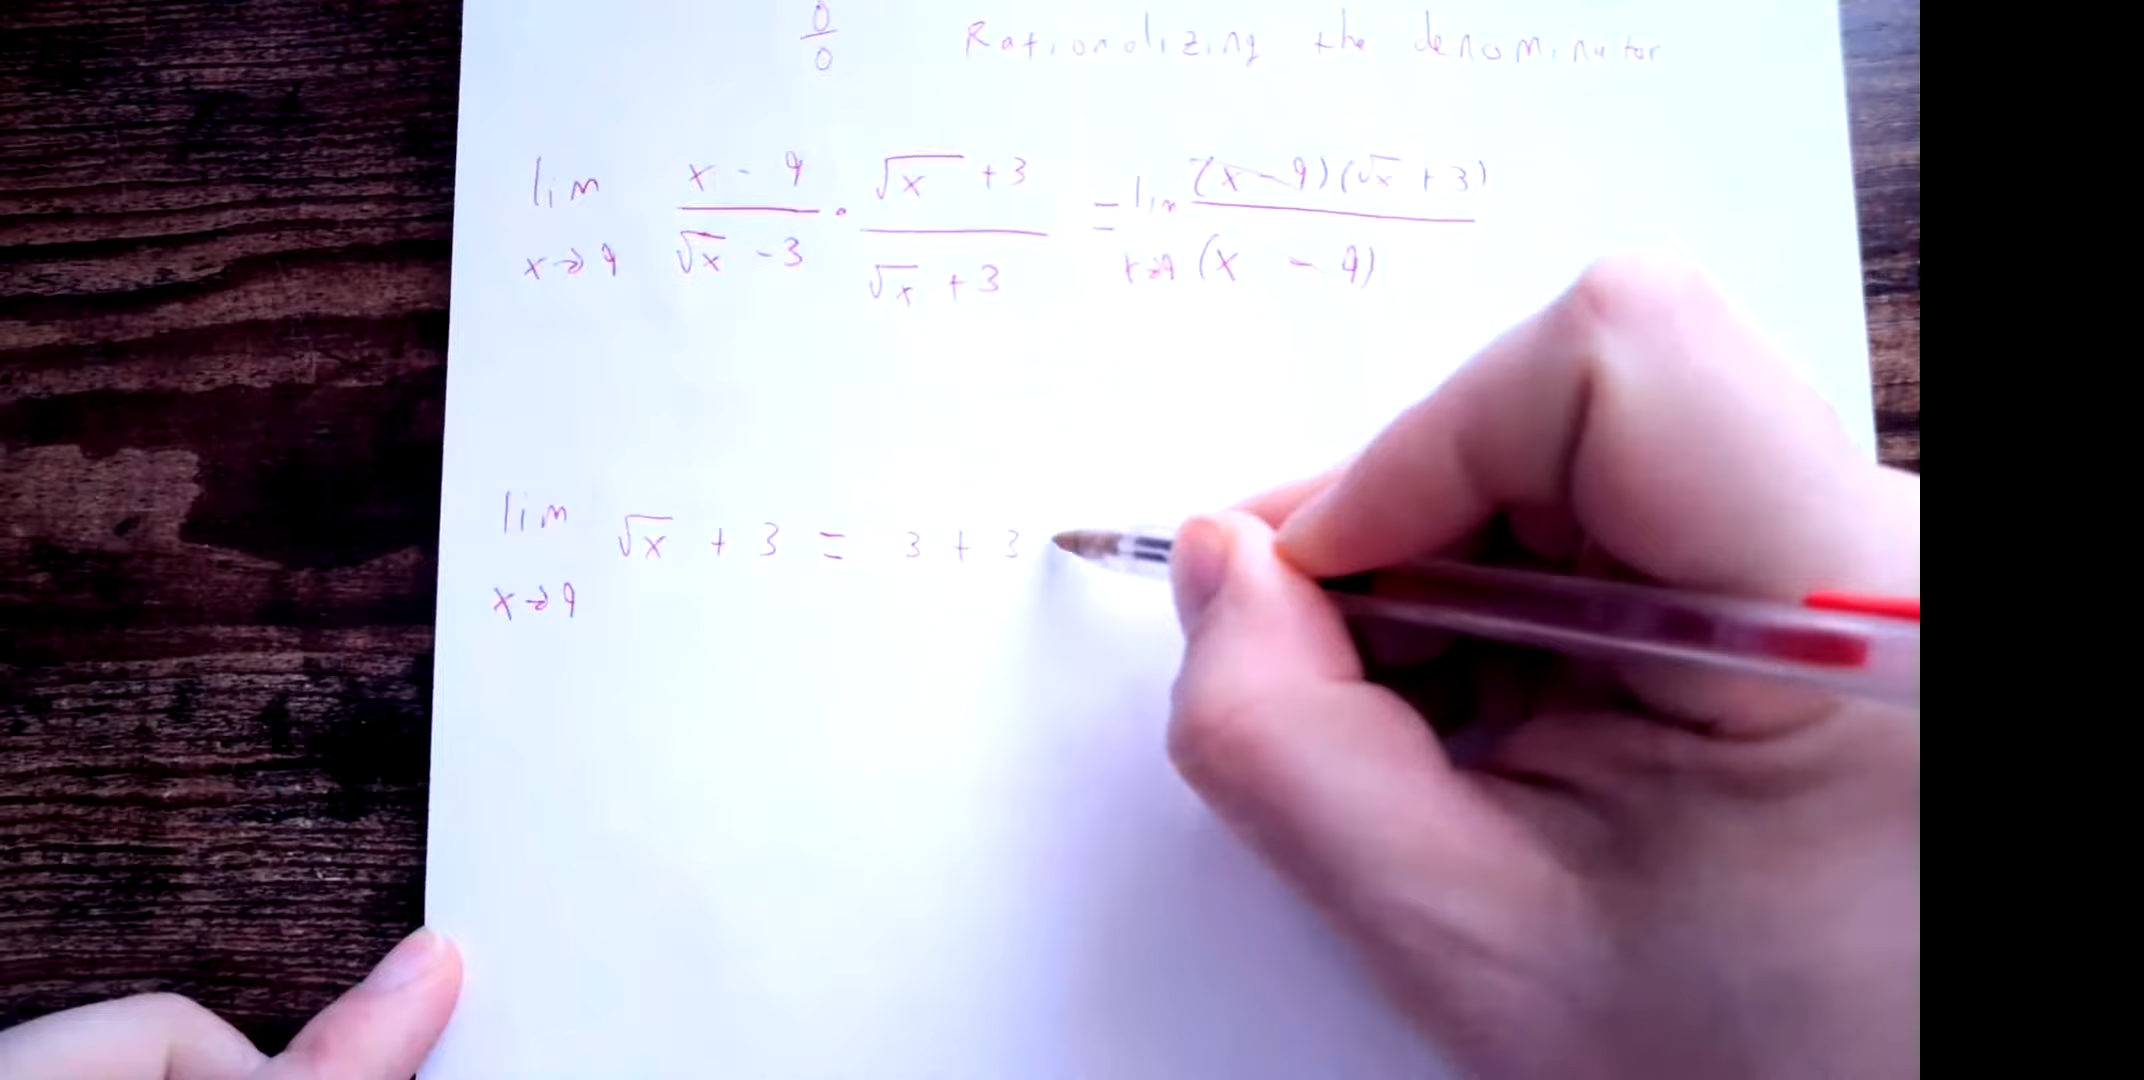 0/0 Rationalizing the denominator
lim x→9 (x - 9)/(√x - 3) · (√x + 3)/(√x + 3) = lim x→9 (x - 9)(√x + 3)/(x - 9)
lim x→9 √x + 3 = 3 + 3